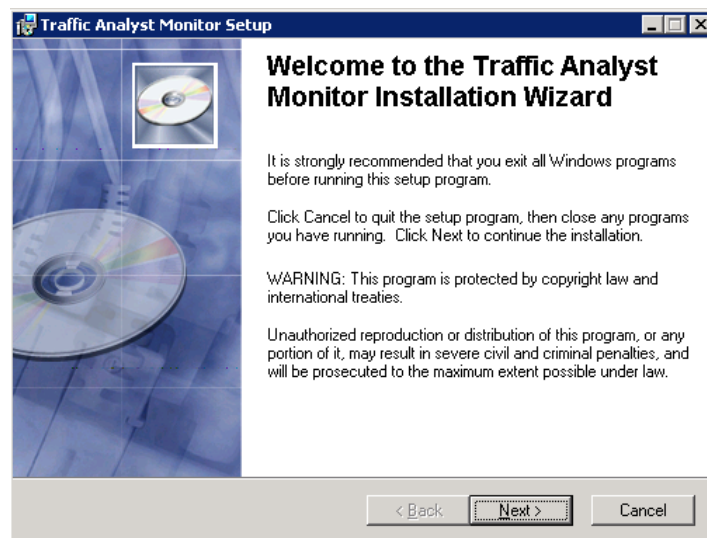 Traffic Analyst Monitor Setup
Welcome to the Traffic Analyst
Monitor Installation Wizard
It is strongly recommended that you exit all Windows programs
before running this setup program.
Click Cancel to quit the setup program, then close any programs
you have running.  Click Next to continue the installation.
WARNING: This program is protected by copyright law and
international treaties.
Unauthorized reproduction or distribution of this program, or any
portion of it, may result in severe civil and criminal penalties, and
will be prosecuted to the maximum extent possible under law.
< Back
Next >
Cancel